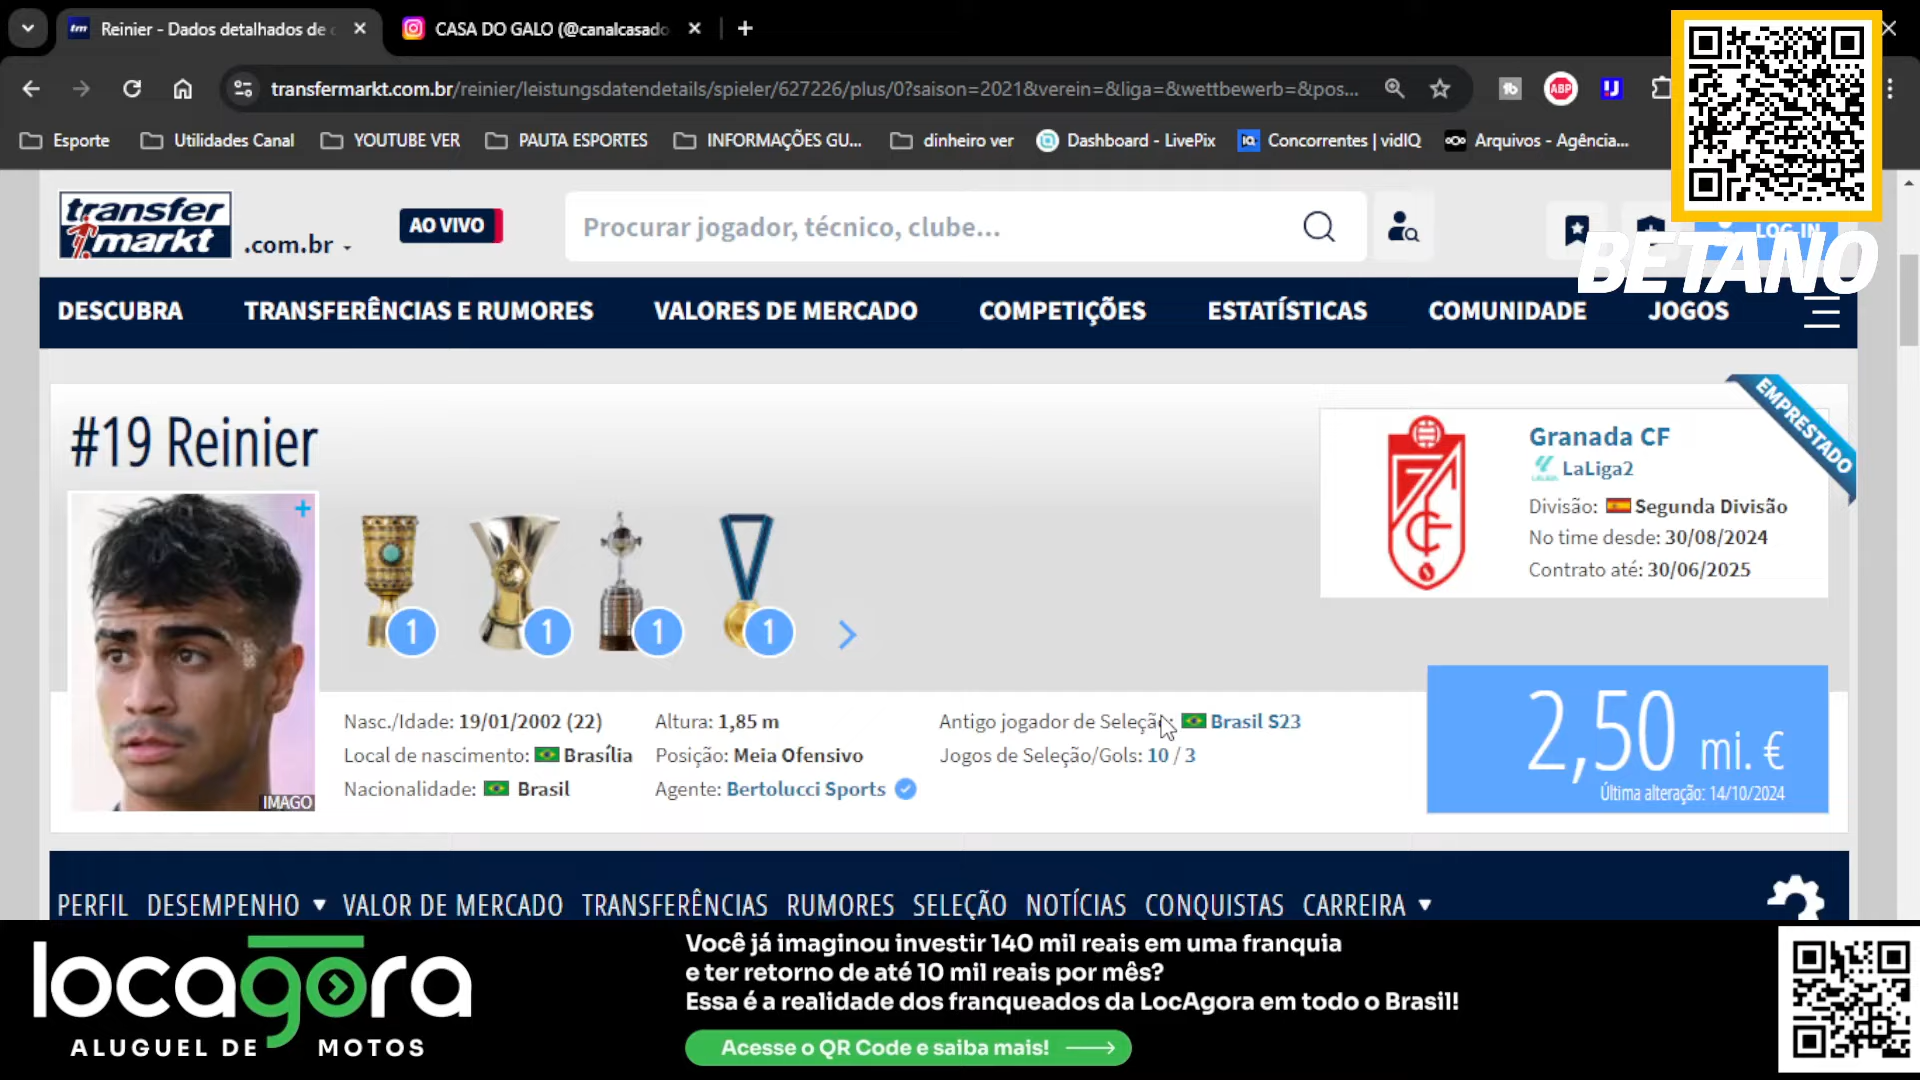 Reinier - Dados detalhados de
CASA DO GALO (@canalcasado
transfermarkt.com.br/reinier/leistungsdatendetails/spieler/627226/plus/0?saison=2021&verein=&liga=&wettbewerb=&pos...
ABP
Esporte
Utilidades Canal
YOUTUBE VER
PAUTA ESPORTES
INFORMAÇÕES GU...
dinheiro ver
Dashboard - LivePix
Concorrentes | vidIQ
Arquivos - Agência...
transfer
markt
.com.br
AO VIVO
Procurar jogador, técnico, clube...
LOG-IN
BETANO
DESCUBRA
TRANSFERÊNCIAS E RUMORES
VALORES DE MERCADO
COMPETIÇÕES
ESTATÍSTICAS
COMUNIDADE
JOGOS
#19 Reinier
EMPRESTADO
Granada CF
LaLiga2
Divisão: Segunda Divisão
No time desde: 30/08/2024
Contrato até: 30/06/2025
1
1
1
1
IMAGO
Nasc./Idade: 19/01/2002 (22)
Local de nascimento: Brasília
Nacionalidade: Brasil
Altura: 1,85 m
Posição: Meia Ofensivo
Agente: Bertolucci Sports
Antigo jogador de Seleção: Brasil S23
Jogos de Seleção/Gols: 10 / 3
2,50 mi. €
Última alteração: 14/10/2024
PERFIL
DESEMPENHO
VALOR DE MERCADO
TRANSFERÊNCIAS
RUMORES
SELEÇÃO
NOTÍCIAS
CONQUISTAS
CARREIRA
locagora
ALUGUEL DE MOTOS
Você já imaginou investir 140 mil reais em uma franquia
e ter retorno de até 10 mil reais por mês?
Essa é a realidade dos franqueados da LocAgora em todo o Brasil!
Acesse o QR Code e saiba mais!